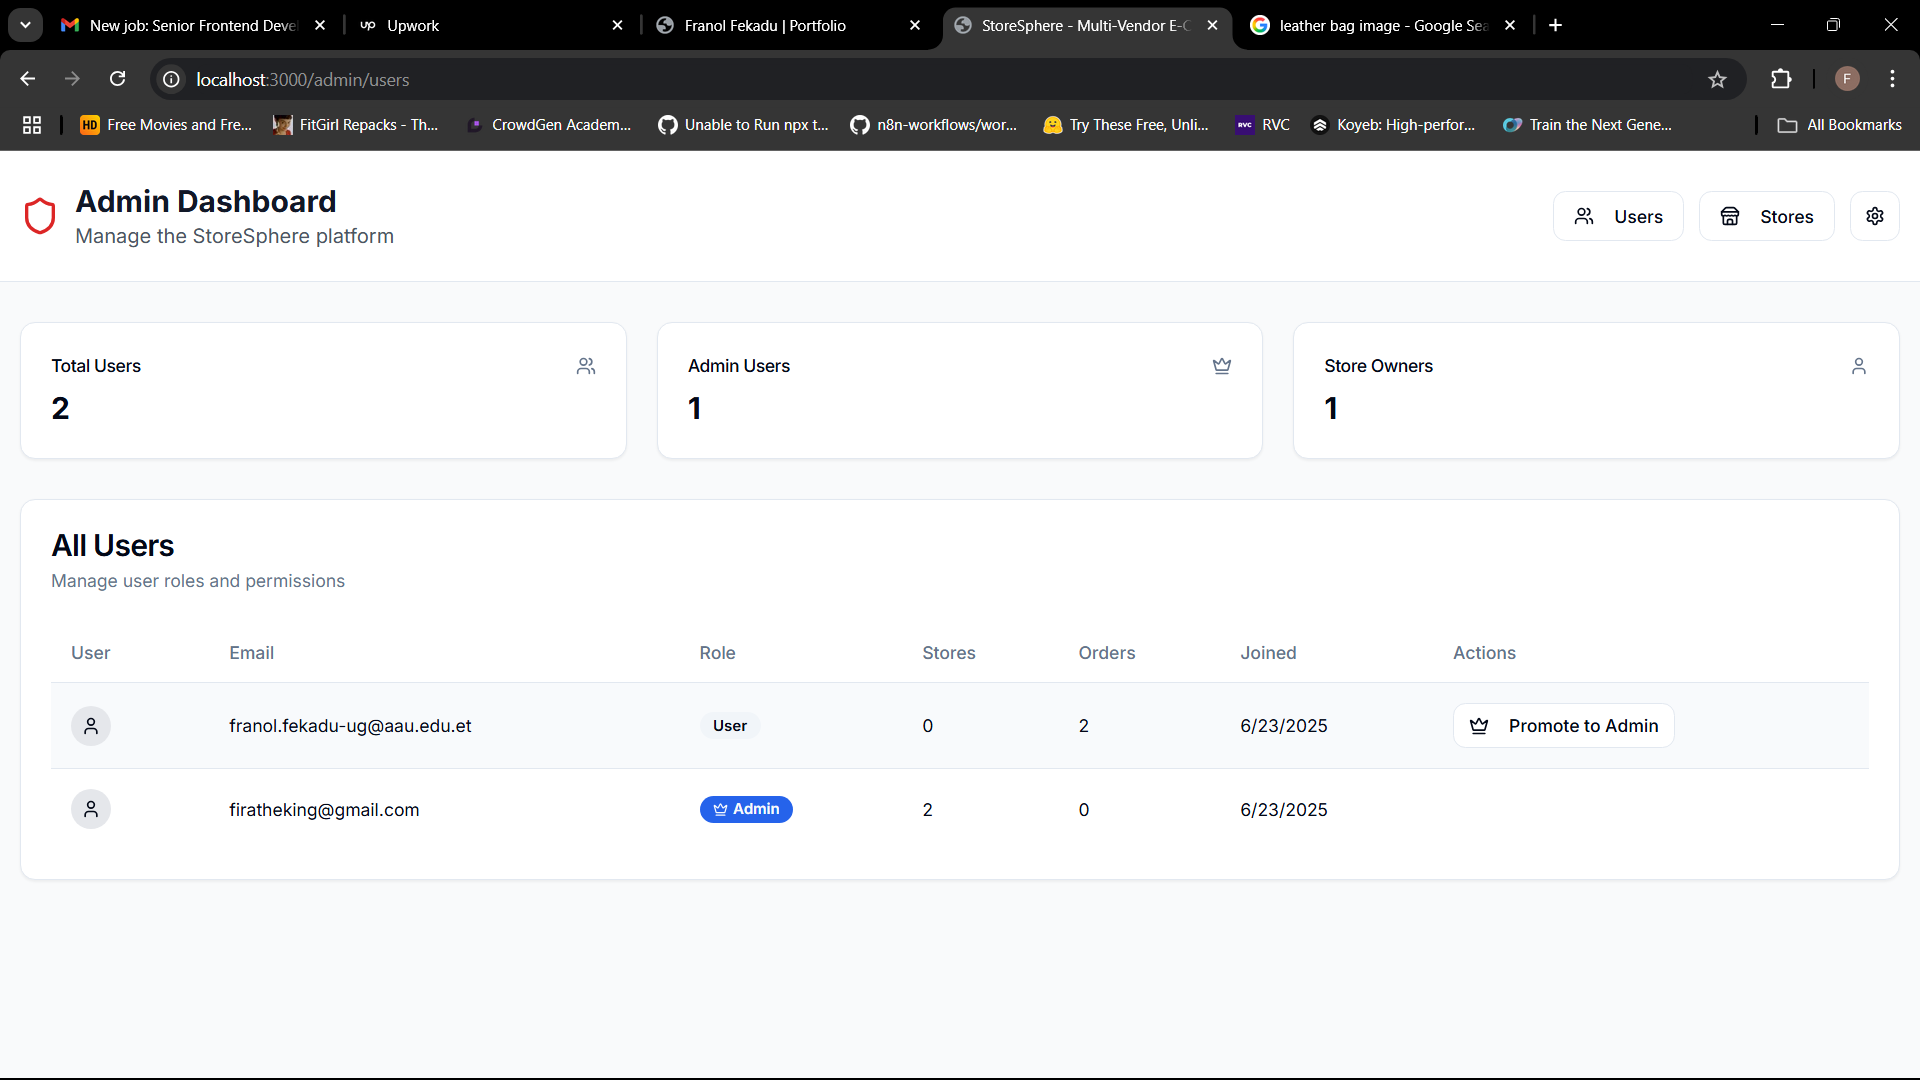 New job: Senior Frontend Deve
Upwork
Franol Fekadu | Portfolio
StoreSphere - Multi-Vendor E-C
leather bag image - Google Sea
localhost:3000/admin/users
F
HD Free Movies and Fre...
FitGirl Repacks - Th...
CrowdGen Academ...
Unable to Run npx t...
n8n-workflows/wor...
Try These Free, Unli...
RVC RVC
Koyeb: High-perfor...
Train the Next Gene...
All Bookmarks
Admin Dashboard
Manage the StoreSphere platform
Users
Stores
Total Users
2
Admin Users
1
Store Owners
1
All Users
Manage user roles and permissions
User Email Role Stores Orders Joined Actions
franol.fekadu-ug@aau.edu.et User 0 2 6/23/2025 Promote to Admin
firatheking@gmail.com Admin 2 0 6/23/2025